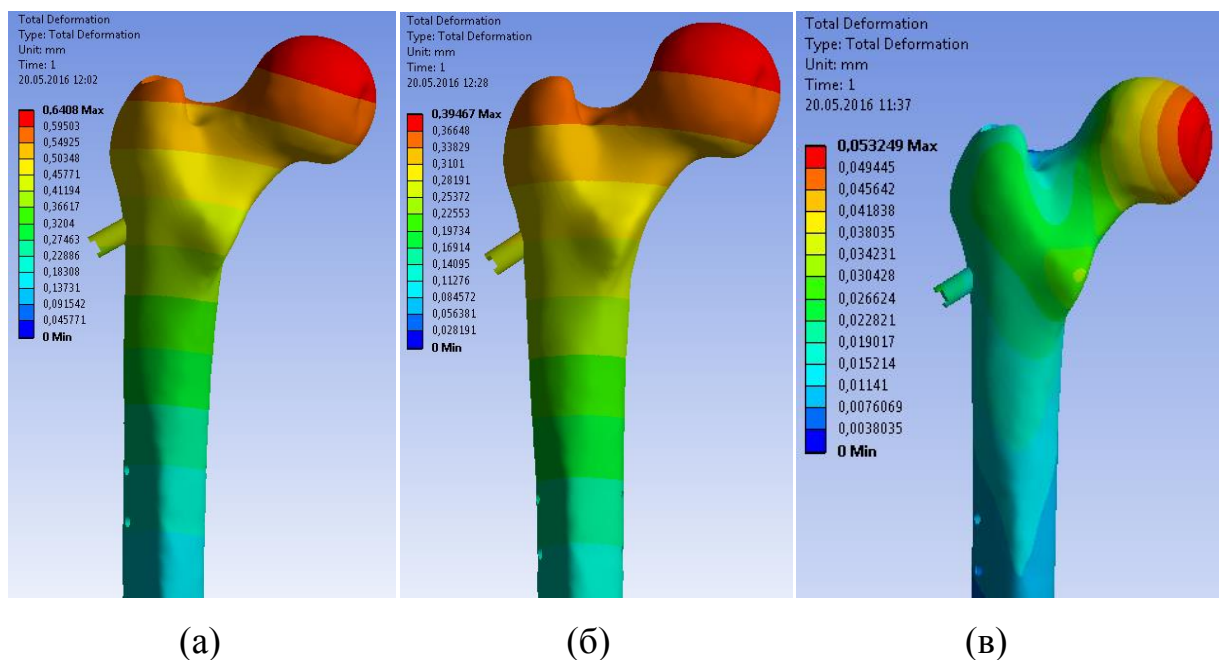 Total Deformation
Type: Total Deformation
Unit: mm
Time: 1
20.05.2016 12:02
0,6408 Max
0,59503
0,54925
0,50348
0,45771
0,41194
0,36617
0,3204
0,27463
0,22886
0,18308
0,13731
0,091542
0,045771
0 Min
Total Deformation
Type: Total Deformation
Unit: mm
Time: 1
20.05.2016 12:28
0,39467 Max
0,36648
0,33829
0,3101
0,28191
0,25372
0,22553
0,19734
0,16914
0,14095
0,11276
0,084572
0,056381
0,028191
0 Min
Total Deformation
Type: Total Deformation
Unit: mm
Time: 1
20.05.2016 11:37
0,053249 Max
0,049445
0,045642
0,041838
0,038035
0,034231
0,030428
0,026624
0,022821
0,019017
0,015214
0,01141
0,0076069
0,0038035
0 Min
(а)
(б)
(в)